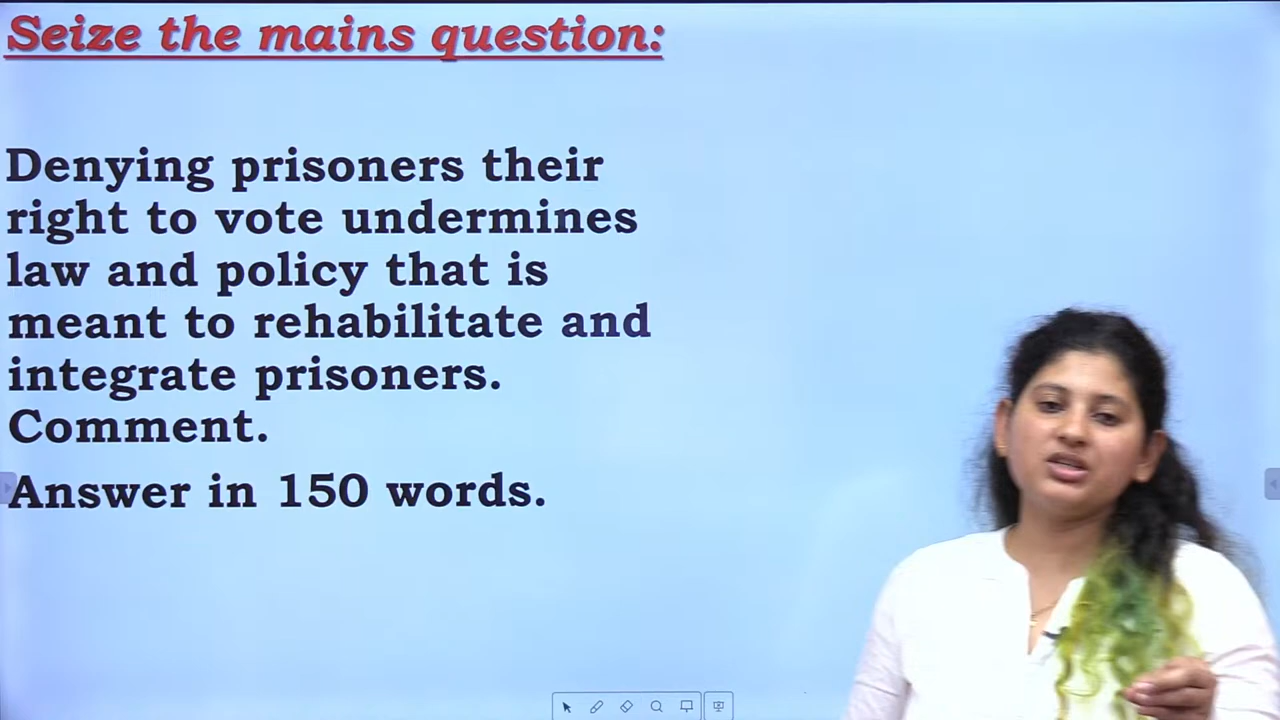 Seize the mains question:
Denying prisoners their
right to vote undermines
law and policy that is
meant to rehabilitate and
integrate prisoners.
Comment.
Answer in 150 words.